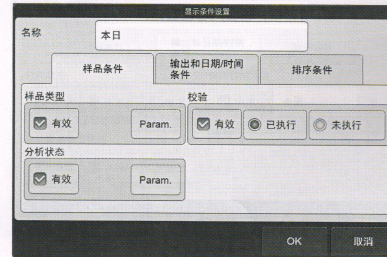 显示条件设置
名称 本日
样品条件 输出和日期/时间条件 排序条件
样品类型 校验
有效 Param. 有效 已执行 未执行
分析状态
有效 Param.
OK 取消